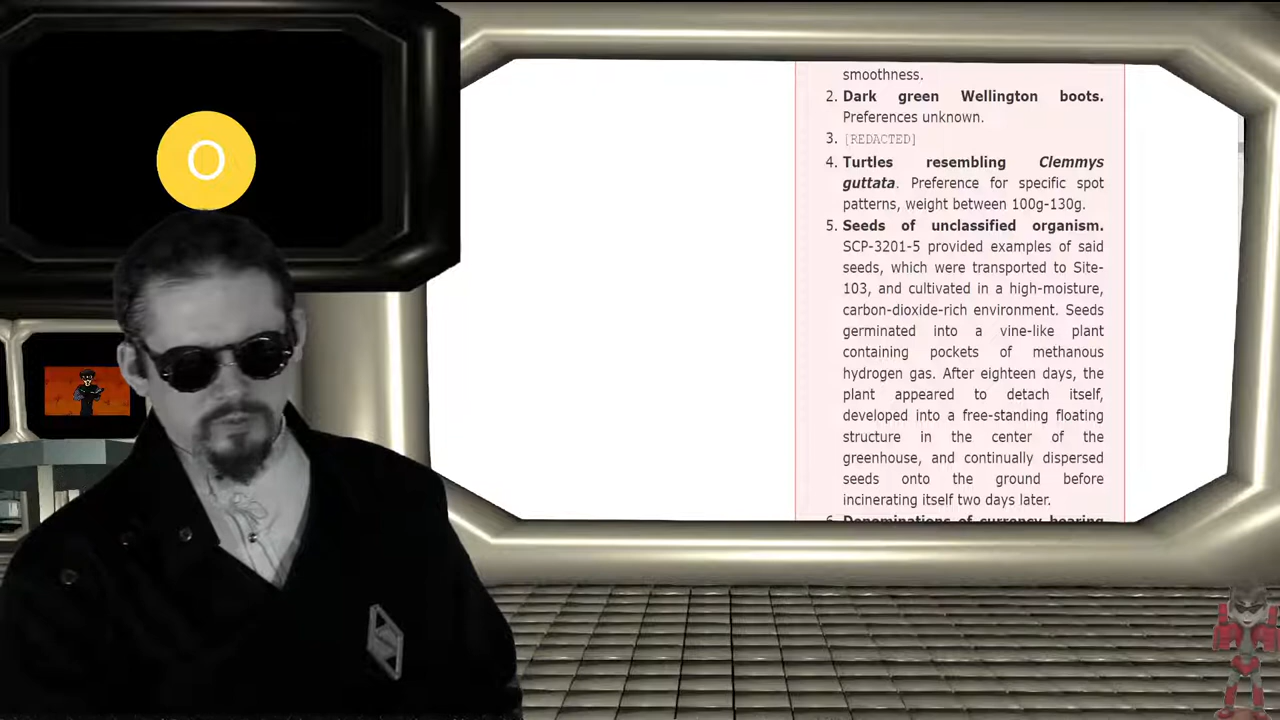 O
smoothness.
2. Dark green Wellington boots.
Preferences unknown.
3. [REDACTED]
4. Turtles resembling Clemmys
guttata. Preference for specific spot
patterns, weight between 100g-130g.
5. Seeds of unclassified organism.
SCP-3201-5 provided examples of said
seeds, which were transported to Site-
103, and cultivated in a high-moisture,
carbon-dioxide-rich environment. Seeds
germinated into a vine-like plant
containing pockets of methanous
hydrogen gas. After eighteen days, the
plant appeared to detach itself,
developed into a free-standing floating
structure in the center of the
greenhouse, and continually dispersed
seeds onto the ground before
incinerating itself two days later.
6. Denominations of currency bearing